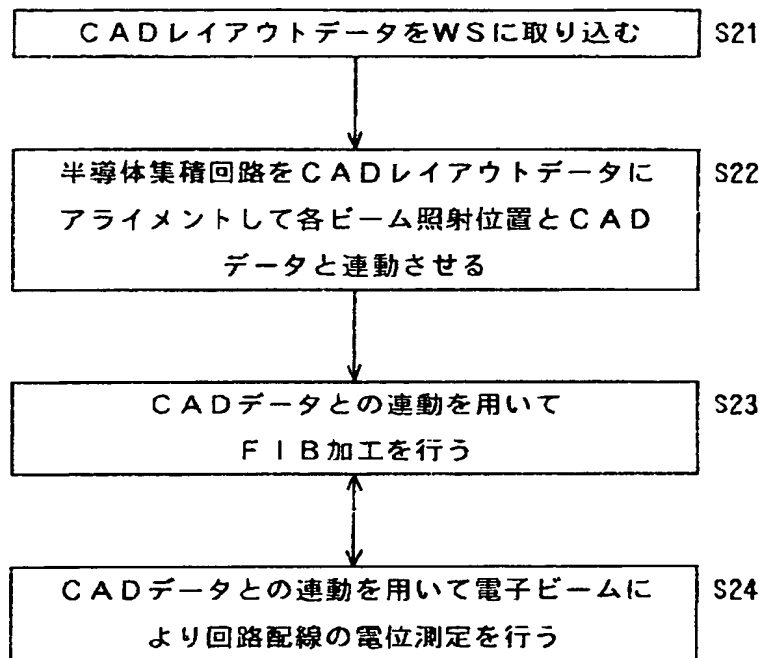 CADレイアウトデータをWSに取り込む S21
半導体集積回路をCADレイアウトデータに S22
アライメントして各ビーム照射位置とCAD
データと連動させる
CADデータとの連動を用いて S23
FIB加工を行う
CADデータとの連動を用いて電子ビームに S24
より回路配線の電位測定を行う